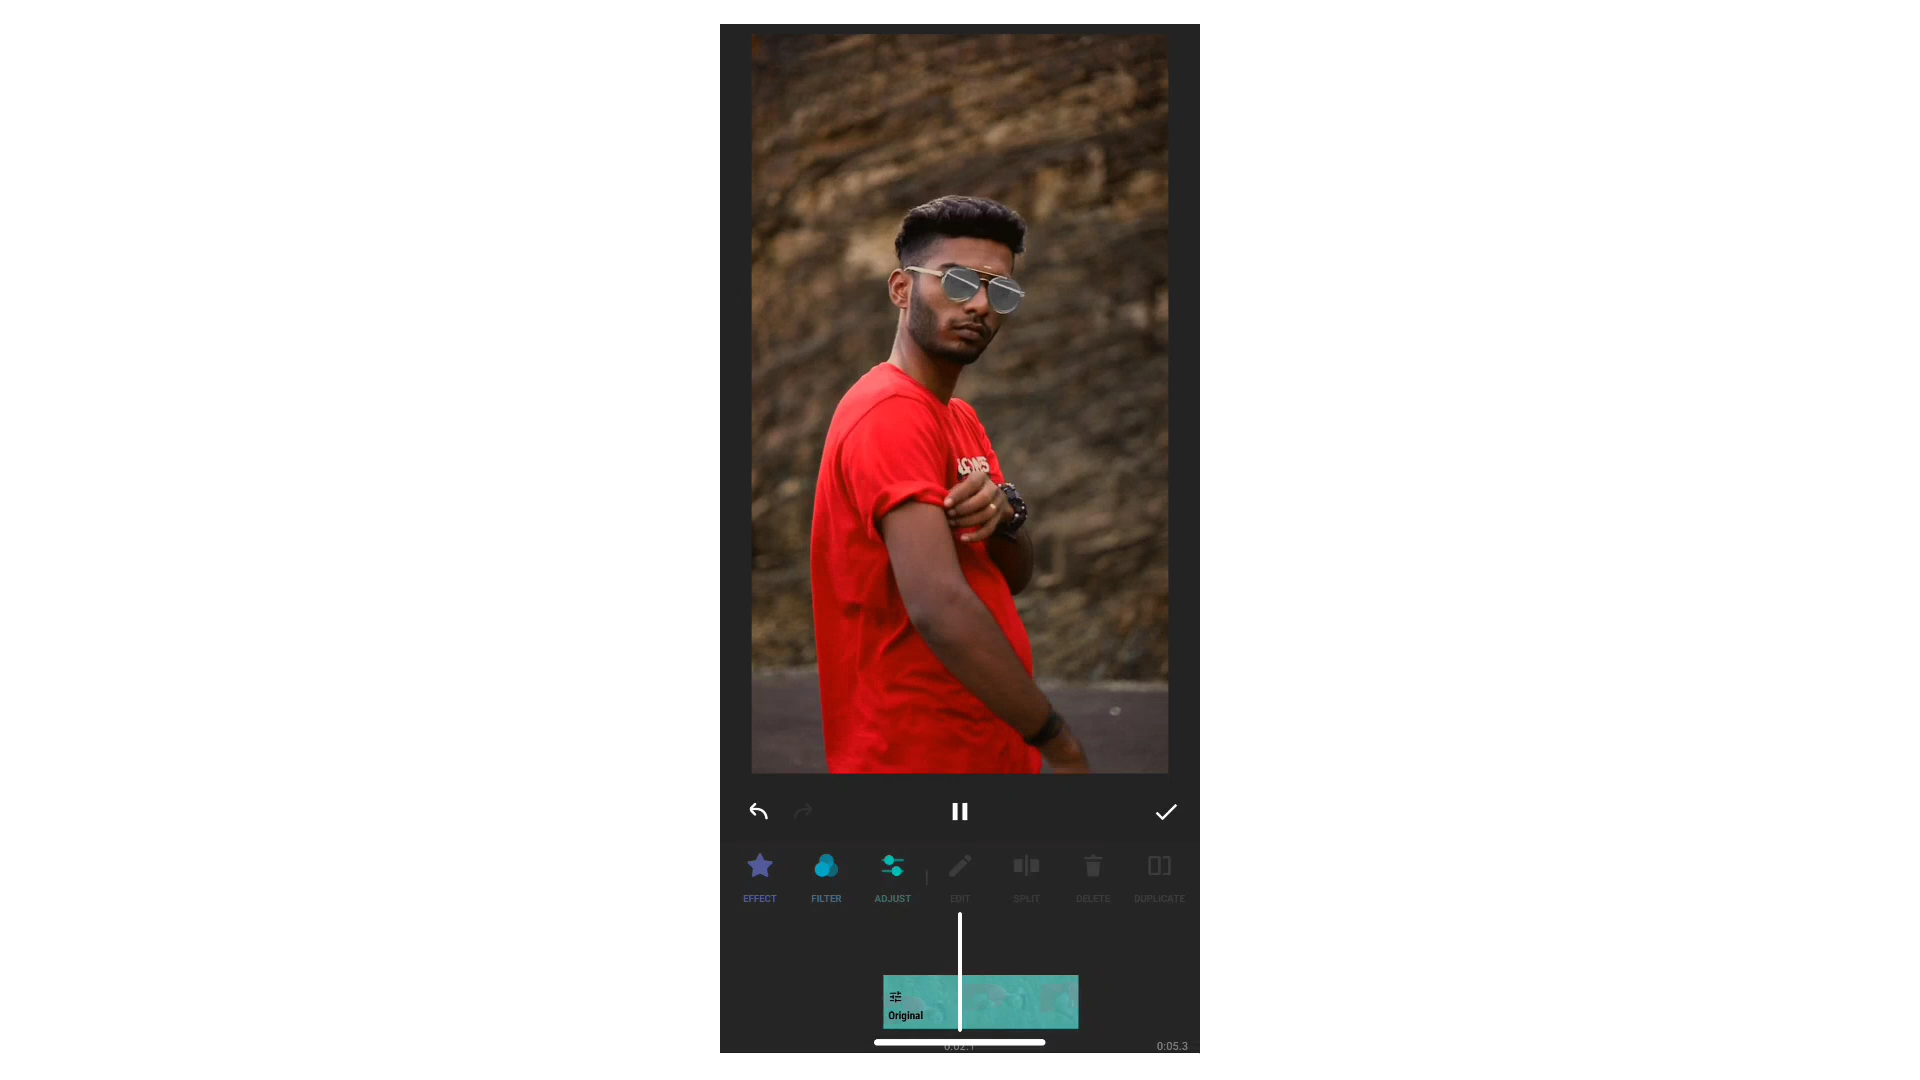 EFFECT FILTER ADJUST EDIT SPLIT DELETE DUPLICATE
Original
0:05.3